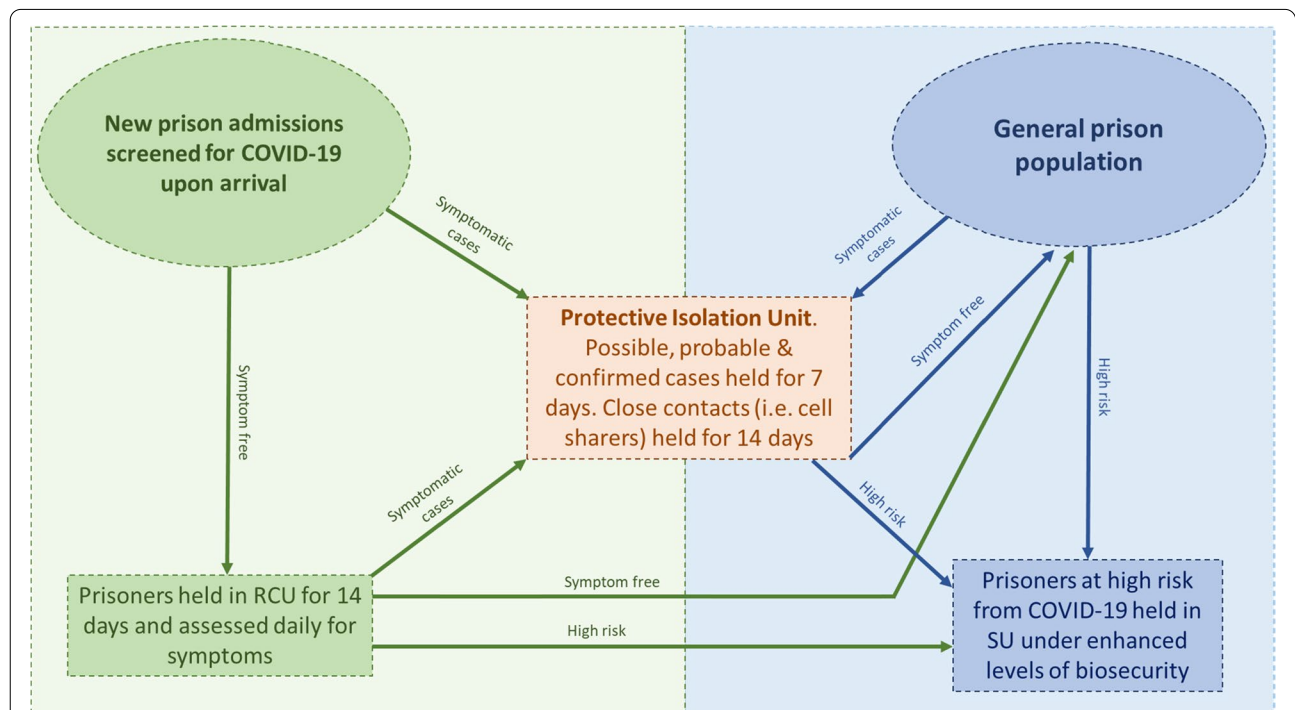 New prison admissions
screened for COVID-19
upon arrival
General prison
population
Symptomatic
cases
Symptomatic
cases
Protective Isolation Unit.
Possible, probable &
confirmed cases held for 7
days. Close contacts (i.e. cell
sharers) held for 14 days
Symptom free
Symptom free
High risk
Symptomatic
cases
High risk
Prisoners held in RCU for 14
days and assessed daily for
symptoms
Symptom free
High risk
Prisoners at high risk
from COVID-19 held in
SU under enhanced
levels of biosecurity